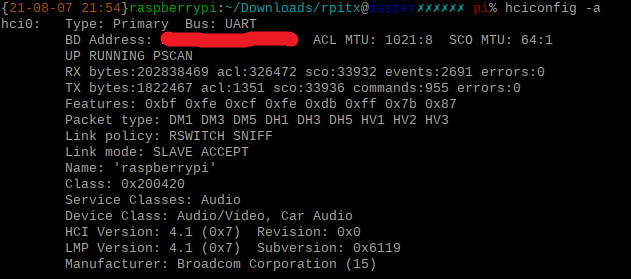 {21-08-07 21:54}raspberrypi:~/Downloads/rpitx@master✗✗✗✗✗✗ pi% hciconfig -a
hci0:   Type: Primary  Bus: UART
        BD Address:                    ACL MTU: 1021:8  SCO MTU: 64:1
        UP RUNNING PSCAN
        RX bytes:202838469 acl:326472 sco:33932 events:2691 errors:0
        TX bytes:1822467 acl:1351 sco:33936 commands:955 errors:0
        Features: 0xbf 0xfe 0xcf 0xfe 0xdb 0xff 0x7b 0x87
        Packet type: DM1 DM3 DM5 DH1 DH3 DH5 HV1 HV2 HV3
        Link policy: RSWITCH SNIFF
        Link mode: SLAVE ACCEPT
        Name: 'raspberrypi'
        Class: 0x200420
        Service Classes: Audio
        Device Class: Audio/Video, Car Audio
        HCI Version: 4.1 (0x7)  Revision: 0x0
        LMP Version: 4.1 (0x7)  Subversion: 0x6119
        Manufacturer: Broadcom Corporation (15)